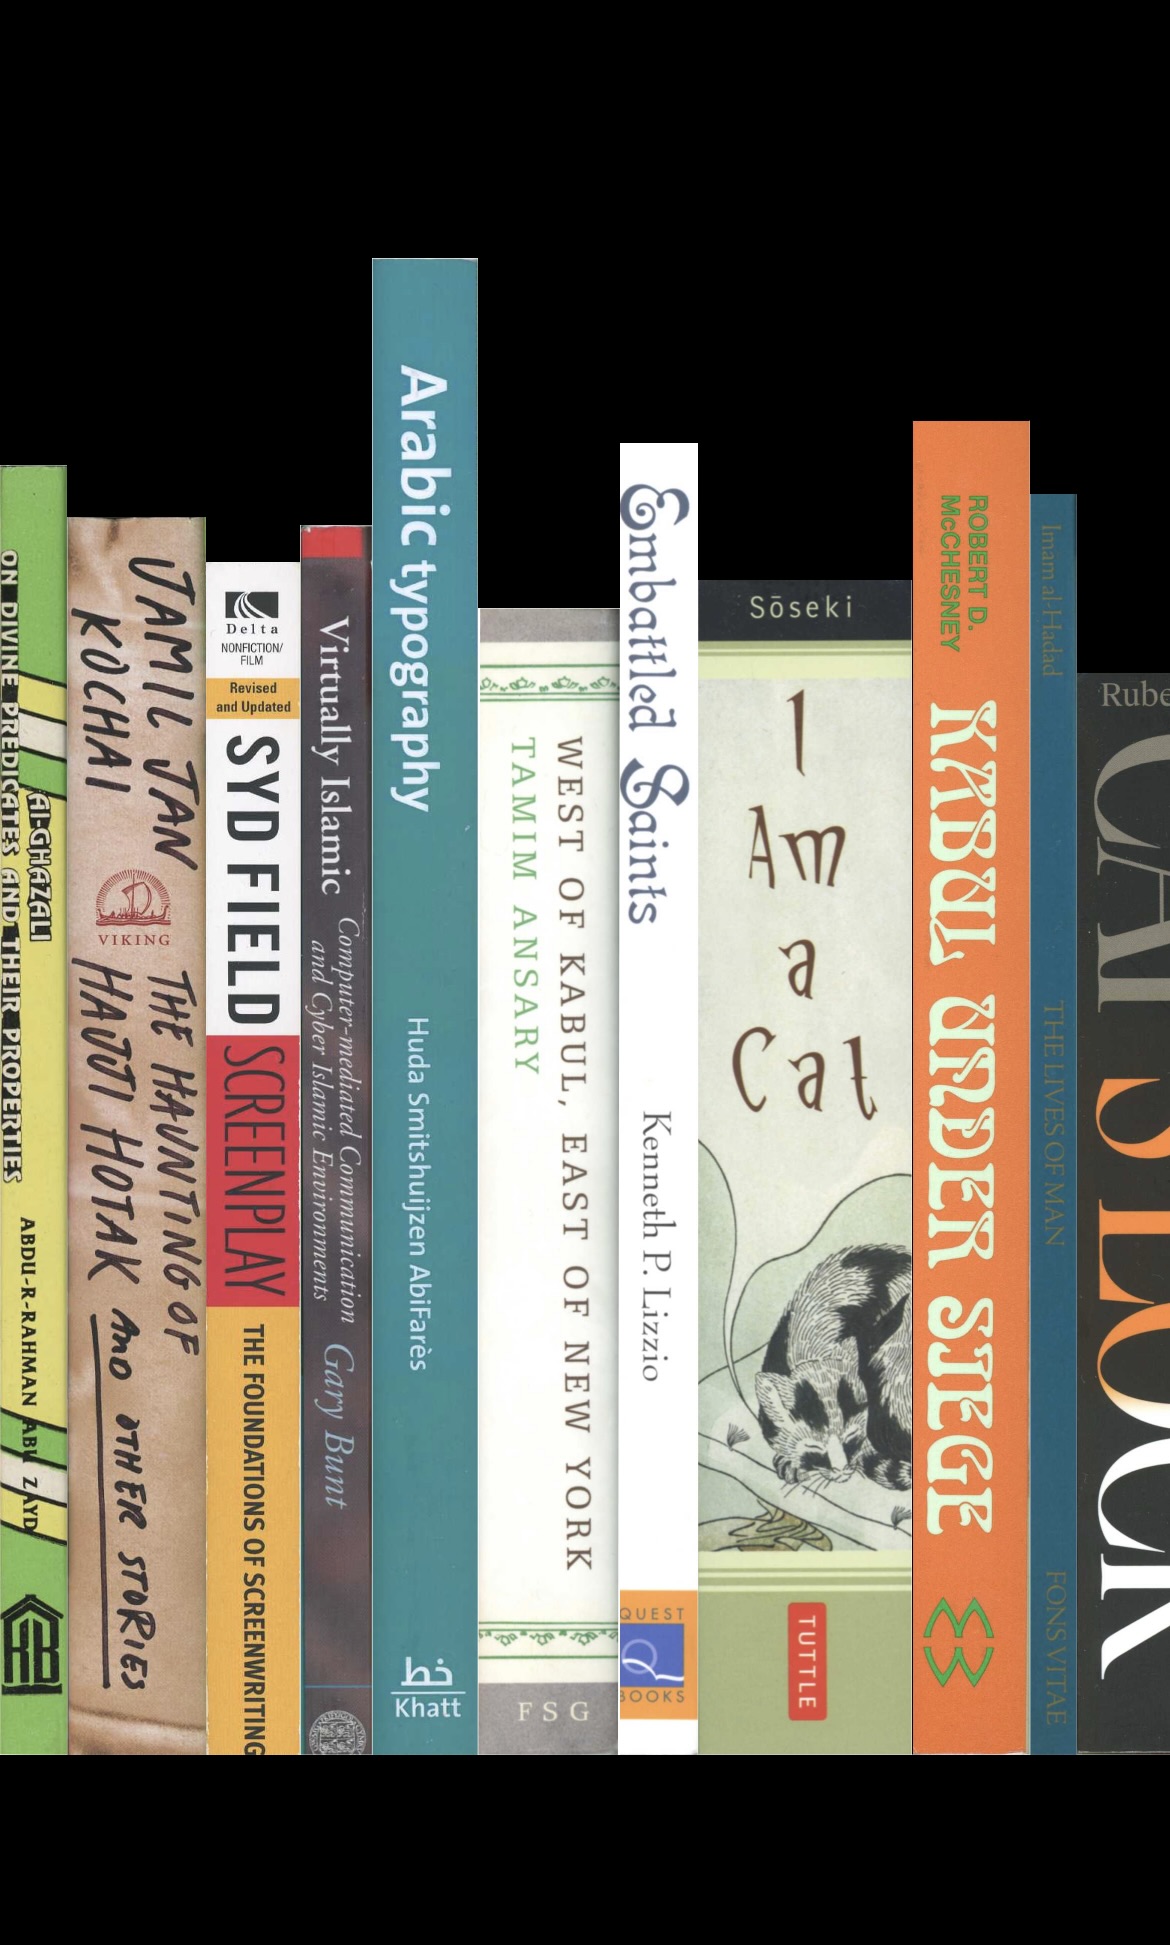 AL-GHAZALI
ON DIVINE PREDICATES AND THEIR PROPERTIES
ABDU-R-RAHMAN ABU ZAYD
JAMIL JAN
KOCHAI
VIKING
THE HAUNTING OF
HAJJI HOTAK AND OTHER STORIES
Delta
NONFICTION/
FILM
Revised
and Updated
SYD FIELD
SCREENPLAY
THE FOUNDATIONS OF SCREENWRITING
Virtually Islamic
Computer-mediated Communication
and Cyber Islamic Environments
Gary Bunt
Arabic typography
Huda Smitshuijzen AbiFarès
خط
Khatt
WEST OF KABUL, EAST OF NEW YORK
TAMIM ANSARY
FSG
Embattled Saints
Kenneth P. Lizzio
QUEST
BOOKS
Sōseki
I
Am
a
Cat
TUTTLE
ROBERT D.
McCHESNEY
KABUL UNDER SIEGE
Imam al-Hadad
THE LIVES OF MAN
FONS VITAE
Rube
CAT STOCK